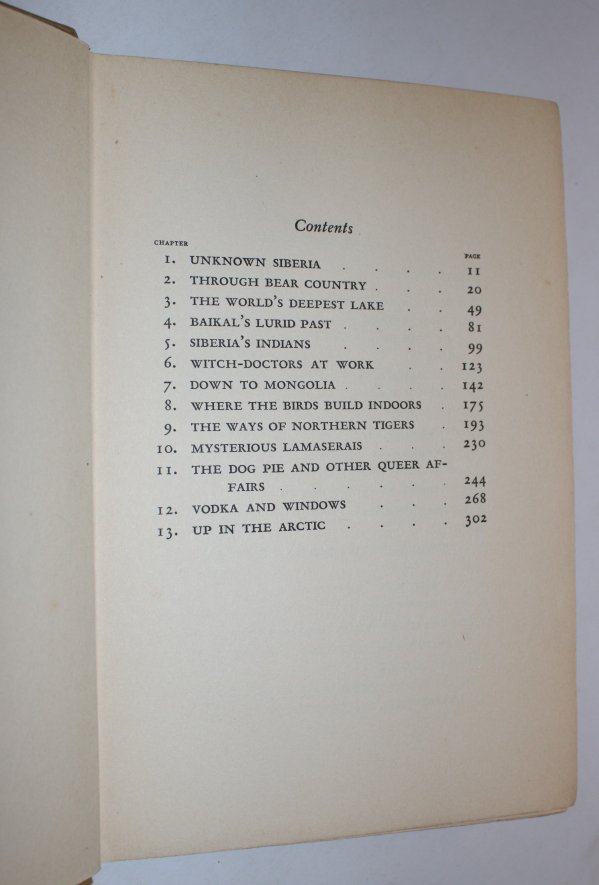 Contents
CHAPTER PAGE
1. UNKNOWN SIBERIA . . . . 11
2. THROUGH BEAR COUNTRY . . . . 20
3. THE WORLD'S DEEPEST LAKE . . 49
4. BAIKAL'S LURID PAST . . . . 81
5. SIBERIA'S INDIANS . . . . 99
6. WITCH-DOCTORS AT WORK . . 123
7. DOWN TO MONGOLIA . . . . 142
8. WHERE THE BIRDS BUILD INDOORS . 175
9. THE WAYS OF NORTHERN TIGERS . 193
10. MYSTERIOUS LAMASERAIS . . . 230
11. THE DOG PIE AND OTHER QUEER AF-
FAIRS . . . . . . 244
12. VODKA AND WINDOWS . . . 268
13. UP IN THE ARCTIC . . . . 302